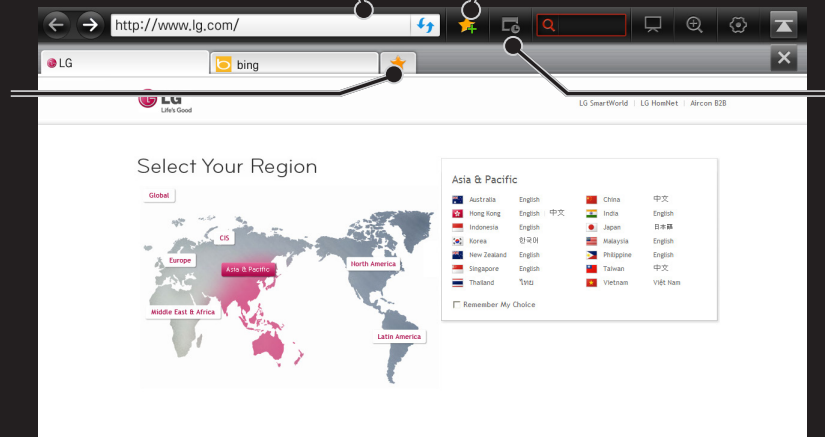 http://www.lg.com/
LG
bing
LG
Life's Good
LG SmartWorld | LG HomNet | Aircon B2B
Select Your Region
Global
CIS
Europe
Asia & Pacific
North America
Middle East & Africa
Latin America
Asia & Pacific
Australia English China 中文
Hong Kong English | 中文 India English
Indonesia English Japan 日本語
Korea 한국어 Malaysia English
New Zealand English Philippine English
Singapore English Taiwan 中文
Thailand ไทย Vietnam Việt Nam
Remember My Choice